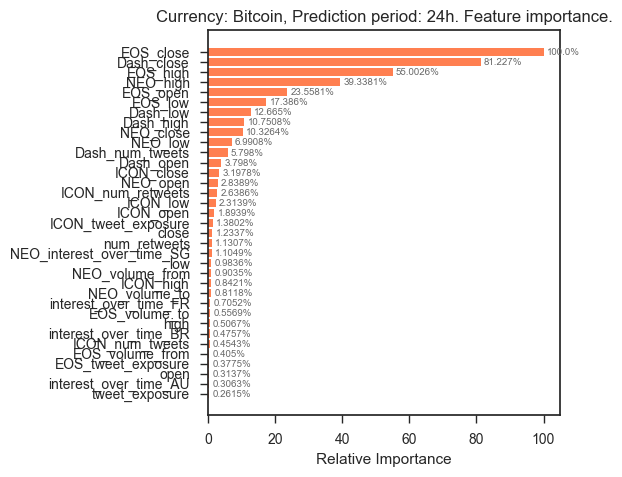 Currency: Bitcoin, Prediction period: 24h. Feature importance.
EOS_close 100.0%
Dash_close 81.227%
EOS_high 55.0026%
NEO_high 39.3381%
EOS_open 23.5581%
EOS_low 17.386%
Dash_low 12.665%
Dash_high 10.7508%
NEO_close 10.3264%
NEO_low 6.9908%
Dash_num_tweets 5.798%
Dash_open 3.798%
ICON_close 3.1978%
NEO_open 2.8389%
ICON_num_retweets 2.6386%
ICON_low 2.3139%
ICON_open 1.8939%
ICON_tweet_exposure 1.3802%
close 1.2337%
num_retweets 1.1307%
NEO_interest_over_time_SG 1.1049%
low 0.9836%
NEO_volume_from 0.9035%
ICON_high 0.8421%
NEO_volume_to 0.8118%
interest_over_time_FR 0.7052%
EOS_volume_to 0.5569%
high 0.5067%
interest_over_time_BR 0.4757%
ICON_num_tweets 0.4543%
EOS_volume_from 0.405%
EOS_tweet_exposure 0.3775%
open 0.3137%
interest_over_time_AU 0.3063%
tweet_exposure 0.2615%
0 20 40 60 80 100
Relative Importance